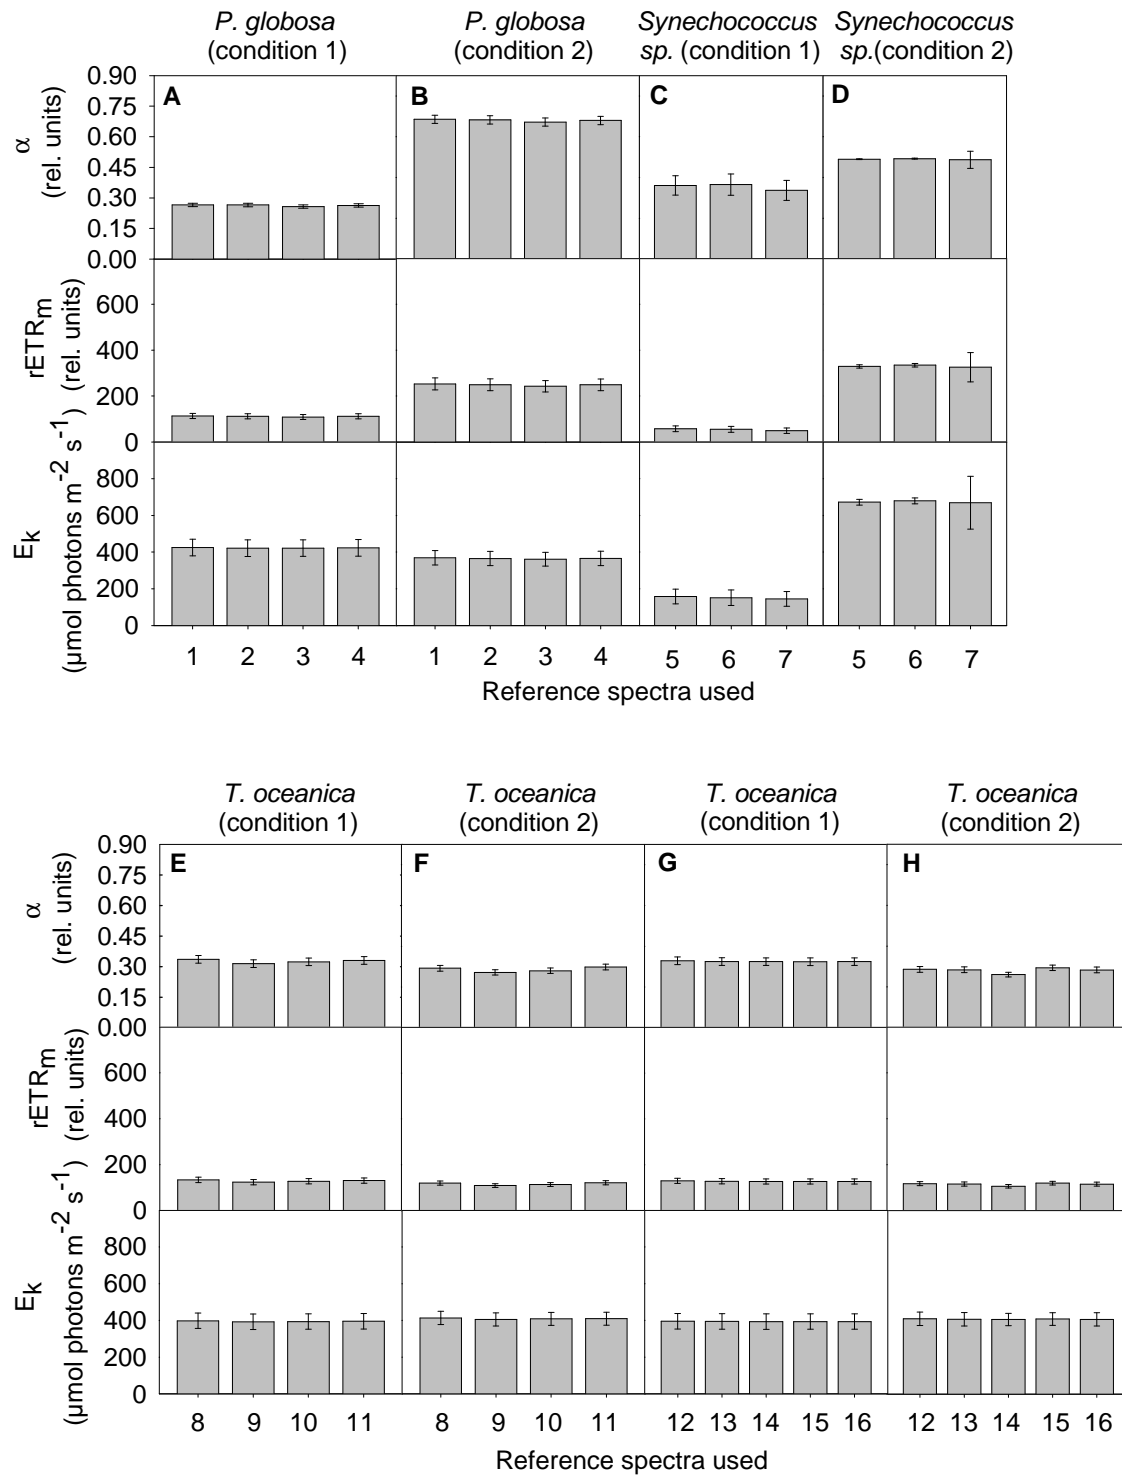 P. globosa
(condition 1)
P. globosa
(condition 2)
Synechococcus
sp. (condition 1)
Synechococcus
sp.(condition 2)
A
B
C
D
α
(rel. units)
0.90
0.75
0.60
0.45
0.30
0.15
0.00
rETRm
(rel. units)
600
400
200
0
Ek
(µmol photons m-2 s-1)
800
600
400
200
0
1 2 3 4 1 2 3 4 5 6 7 5 6 7
Reference spectra used
T. oceanica
(condition 1)
T. oceanica
(condition 2)
T. oceanica
(condition 1)
T. oceanica
(condition 2)
E
F
G
H
α
(rel. units)
0.90
0.75
0.60
0.45
0.30
0.15
0.00
rETRm
(rel. units)
600
400
200
0
Ek
(µmol photons m-2 s-1)
800
600
400
200
0
8 9 10 11 8 9 10 11 12 13 14 15 16 12 13 14 15 16
Reference spectra used